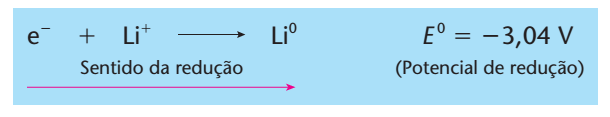 e⁻ + Li⁺ ⟶ Li⁰ E⁰ = −3,04 V
Sentido da redução (Potencial de redução)